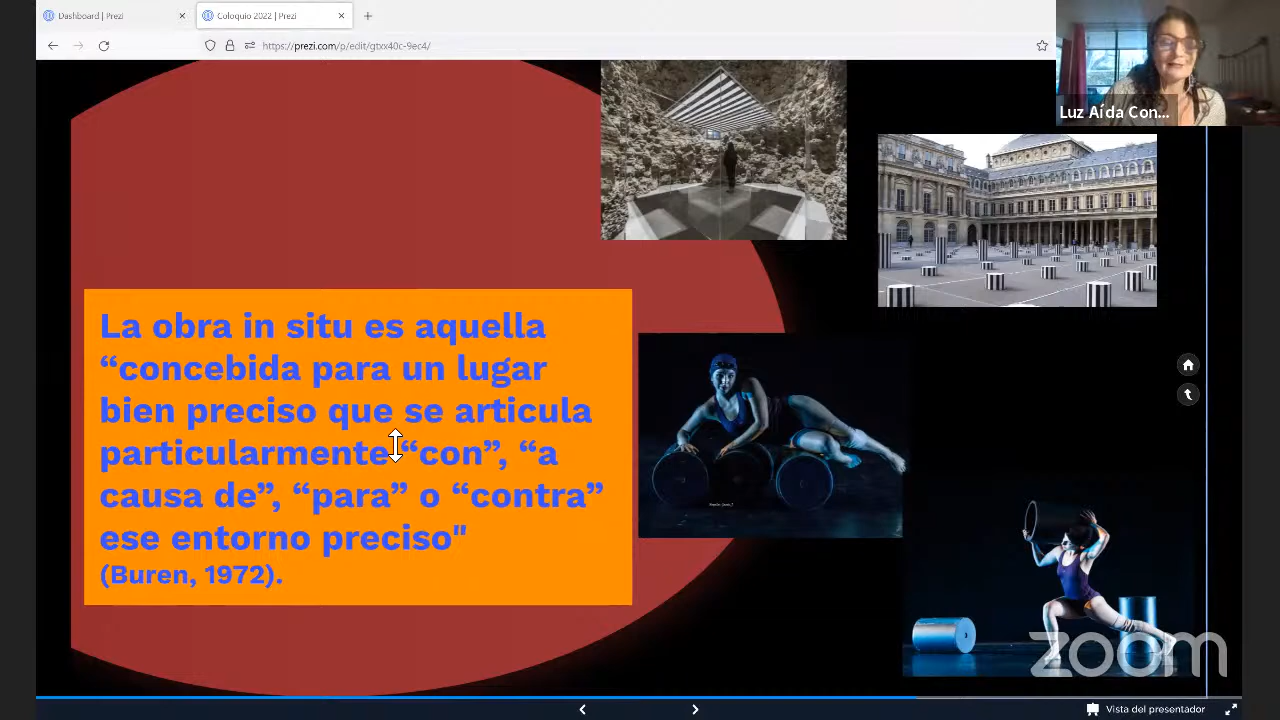 Dashboard | Prezi
Coloquio 2022 | Prezi
https://prezi.com/p/edit/gtxx40c-9ec4/
Luz Aída Con...
La obra in situ es aquella
“concebida para un lugar
bien preciso que se articula
particularmente “con”, “a
causa de”, “para” o “contra”
ese entorno preciso"
(Buren, 1972).
zoom
Vista del presentador